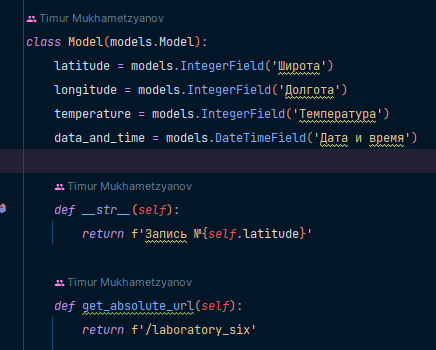 Timur Mukhametzyanov
class Model(models.Model):
latitude = models.IntegerField('Широта')
longitude = models.IntegerField('Долгота')
temperature = models.IntegerField('Температура')
data_and_time = models.DateTimeField('Дата и время')
Timur Mukhametzyanov
def __str__(self):
return f'Запись №{self.latitude}'
Timur Mukhametzyanov
def get_absolute_url(self):
return f'/laboratory_six'